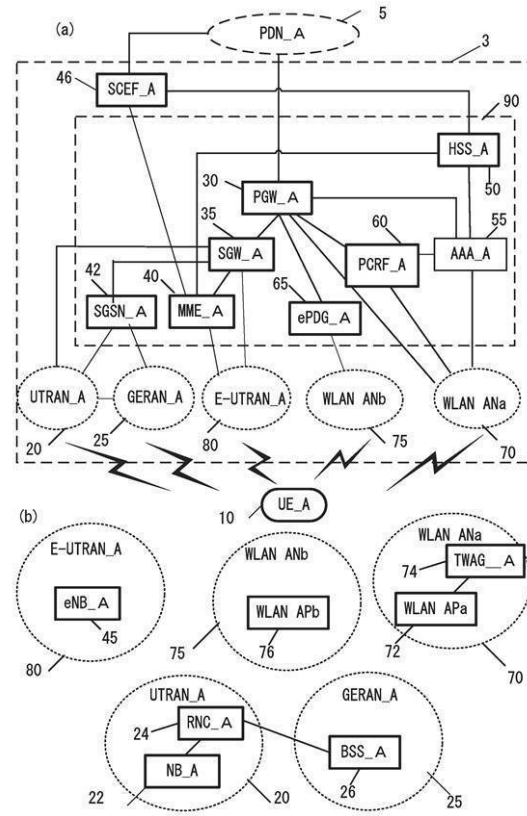 (a)
PDN_A
5
3
46
SCEF_A
90
HSS_A
50
30
PGW_A
35
60
55
SGW_A
PCRF_A
AAA_A
42
40
65
SGSN_A
MME_A
ePDG_A
UTRAN_A
GERAN_A
E-UTRAN_A
WLAN ANb
WLAN ANa
20
25
80
75
70
10
UE_A
(b)
E-UTRAN_A
eNB_A
45
80
WLAN ANb
WLAN APb
76
75
WLAN ANa
74
TWAG__A
WLAN APa
72
70
UTRAN_A
24
RNC_A
NB_A
22
20
GERAN_A
BSS_A
26
25